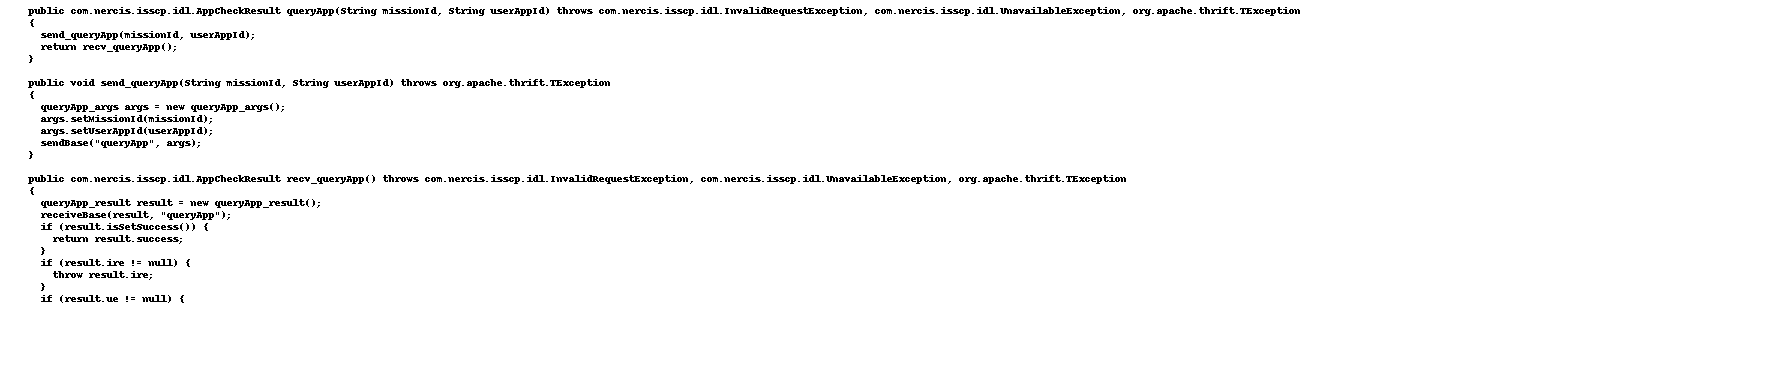 public com.nercis.isscp.idl.AppCheckResult queryApp(String missionId, String userAppId) throws com.nercis.isscp.idl.InvalidRequestException, com.nercis.isscp.idl.UnavailableException, org.apache.thrift.TException
{
send_queryApp(missionId, userAppId);
return recv_queryApp();
}
public void send_queryApp(String missionId, String userAppId) throws org.apache.thrift.TException
{
queryApp_args args = new queryApp_args();
args.setMissionId(missionId);
args.setUserAppId(userAppId);
sendBase("queryApp", args);
}
public com.nercis.isscp.idl.AppCheckResult recv_queryApp() throws com.nercis.isscp.idl.InvalidRequestException, com.nercis.isscp.idl.UnavailableException, org.apache.thrift.TException
{
queryApp_result result = new queryApp_result();
receiveBase(result, "queryApp");
if (result.isSetSuccess()) {
return result.success;
}
if (result.ire != null) {
throw result.ire;
}
if (result.ue != null) {